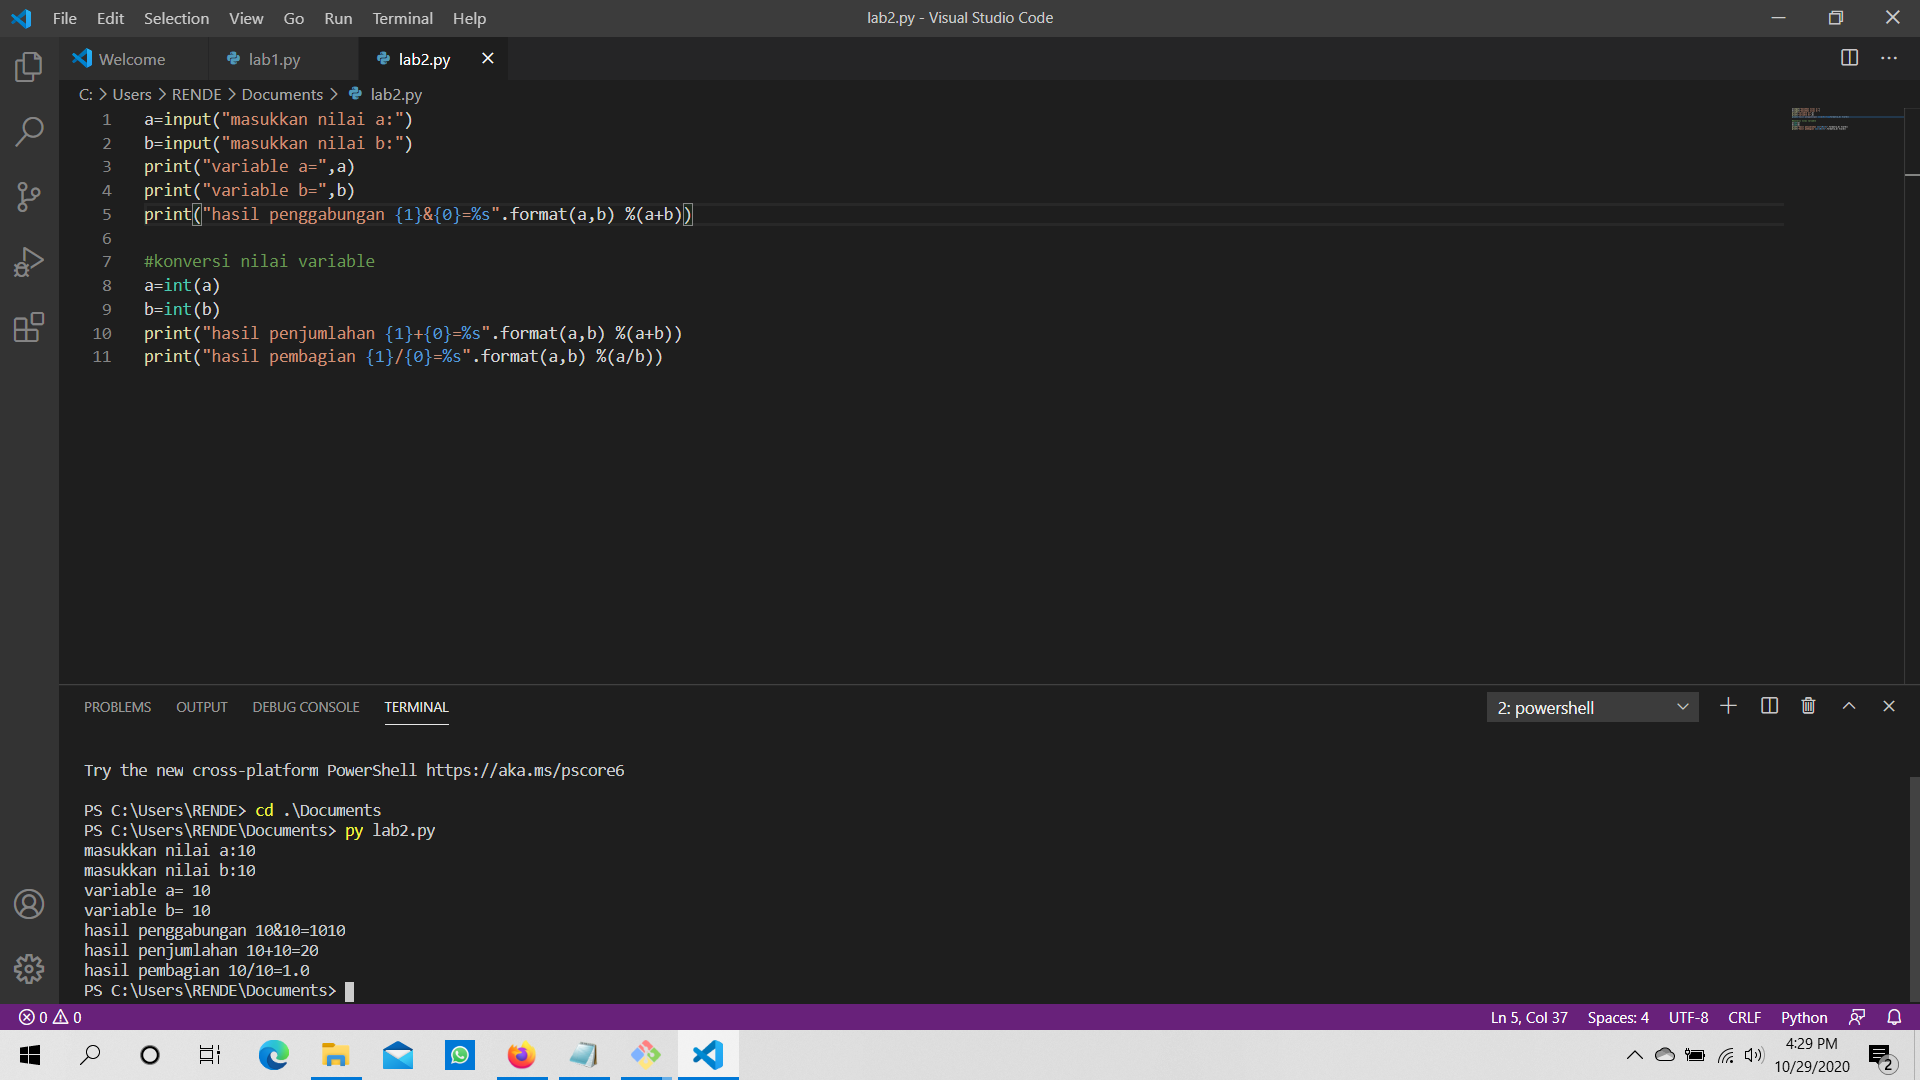 File Edit Selection View Go Run Terminal Help lab2.py - Visual Studio Code
Welcome lab1.py lab2.py
C: > Users > RENDE > Documents > lab2.py
1 a=input("masukkan nilai a:")
2 b=input("masukkan nilai b:")
3 print("variable a=",a)
4 print("variable b=",b)
5 print("hasil penggabungan {1}&{0}=%s".format(a,b) %(a+b))
6
7 #konversi nilai variable
8 a=int(a)
9 b=int(b)
10 print("hasil penjumlahan {1}+{0}=%s".format(a,b) %(a+b))
11 print("hasil pembagian {1}/{0}=%s".format(a,b) %(a/b))
PROBLEMS OUTPUT DEBUG CONSOLE TERMINAL 2: powershell
Try the new cross-platform PowerShell https://aka.ms/pscore6
PS C:\Users\RENDE> cd .\Documents
PS C:\Users\RENDE\Documents> py lab2.py
masukkan nilai a:10
masukkan nilai b:10
variable a= 10
variable b= 10
hasil penggabungan 10&10=1010
hasil penjumlahan 10+10=20
hasil pembagian 10/10=1.0
PS C:\Users\RENDE\Documents>
0 0 Ln 5, Col 37 Spaces: 4 UTF-8 CRLF Python
4:29 PM
10/29/2020
2